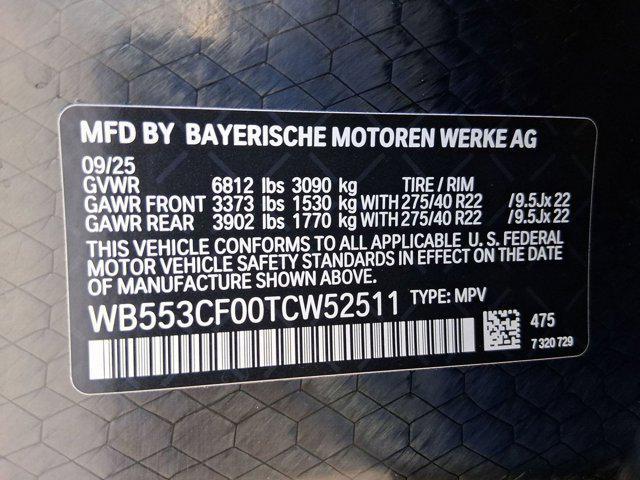 MFD BY BAYERISCHE MOTOREN WERKE AG
09/25
GVWR 6812 lbs 3090 kg TIRE / RIM
GAWR FRONT 3373 lbs 1530 kg WITH 275/40 R22 /9.5Jx22
GAWR REAR 3902 lbs 1770 kg WITH 275/40 R22 /9.5Jx22
THIS VEHICLE CONFORMS TO ALL APPLICABLE U.S. FEDERAL
MOTOR VEHICLE SAFETY STANDARDS IN EFFECT ON THE DATE
OF MANUFACTURE SHOWN ABOVE.
WB553CF00TCW52511 TYPE: MPV
475
7 320 729